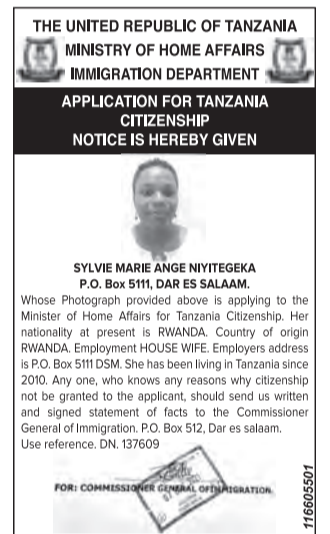 THE UNITED REPUBLIC OF TANZANIA
MINISTRY OF HOME AFFAIRS
IMMIGRATION DEPARTMENT
APPLICATION FOR TANZANIA
CITIZENSHIP
NOTICE IS HEREBY GIVEN
SYLVIE MARIE ANGE NIYITEGEKA
P.O. Box 5111, DAR ES SALAAM.
Whose Photograph provided above is applying to the
Minister of Home Affairs for Tanzania Citizenship. Her
nationality at present is RWANDA. Country of origin
RWANDA. Employment HOUSE WIFE. Employers address
is P.O. Box 5111 DSM. She has been living in Tanzania since
2010. Any one, who knows any reasons why citizenship
not be granted to the applicant, should send us written
and signed statement of facts to the Commissioner
General of Immigration. P.O. Box 512, Dar es salaam.
Use reference. DN. 137609
FOR: COMMISSIONER GENERAL OF IMMIGRATION
116605501